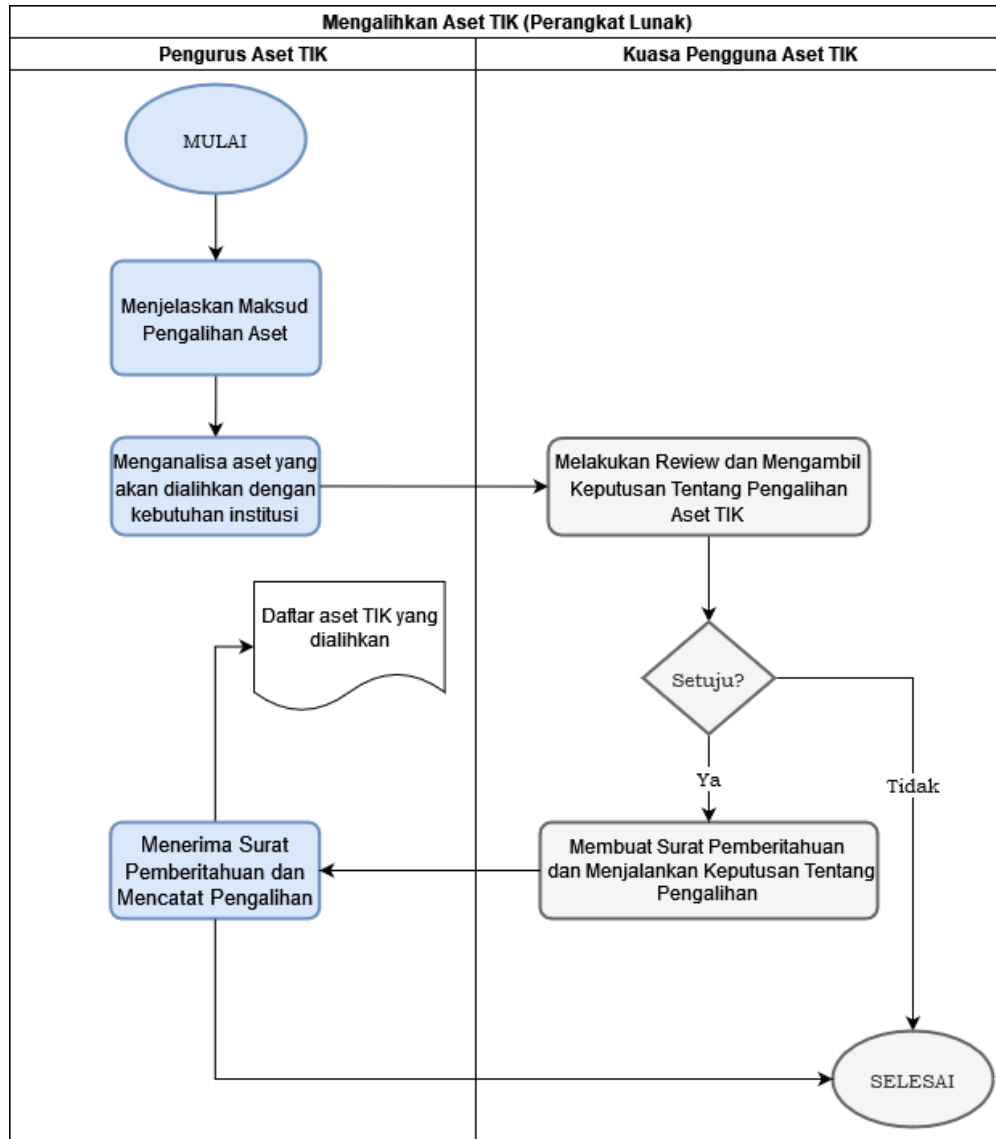 Mengalihkan Aset TIK (Perangkat Lunak)
Pengurus Aset TIK
Kuasa Pengguna Aset TIK
MULAI
Menjelaskan Maksud
Pengalihan Aset
Menganalisa aset yang
akan dialihkan dengan
kebutuhan institusi
Melakukan Review dan Mengambil
Keputusan Tentang Pengalihan
Aset TIK
Daftar aset TIK yang
dialihkan
Setuju?
Ya
Tidak
Menerima Surat
Pemberitahuan dan
Mencatat Pengalihan
Membuat Surat Pemberitahuan
dan Menjalankan Keputusan Tentang
Pengalihan
SELESAI